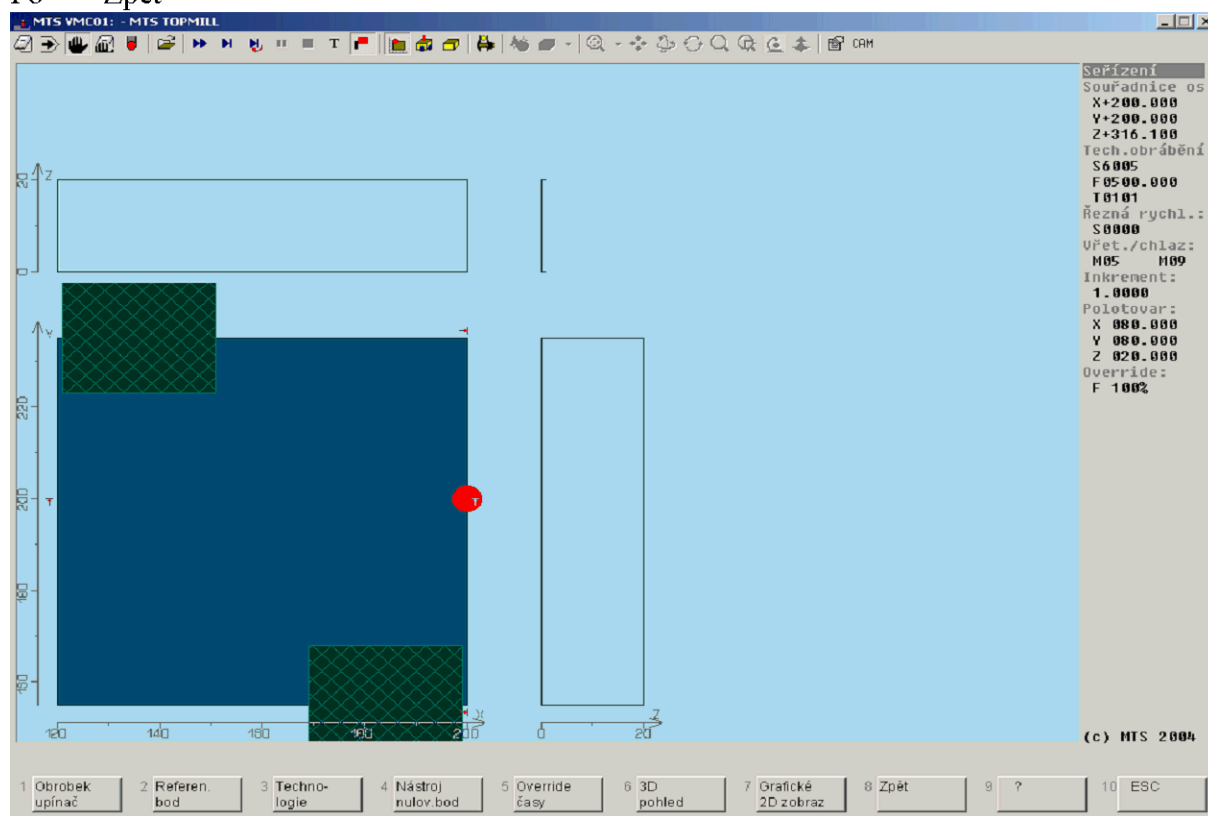 MTS VMC01: - MTS TOPMILL
T CAM
Seřízení
Souřadnice os
X+200.000
Y+200.000
Z+316.100
Tech.obrábění
S6005
F0500.000
T0101
Řezná rychl.:
S0000
Vřet./chlaz:
M05 M09
Inkrement:
1.0000
Polotovar:
X 080.000
Y 080.000
Z 020.000
Override:
F 100%
20
Z
0
Y
220
200
T
T
180
160
X
Z
120 140 160 180 200 0 20
(c) MTS 2004
1 Obrobek upínač
2 Referen. bod
3 Techno- logie
4 Nástroj nulov.bod
5 Override časy
6 3D pohled
7 Grafické 2D zobraz
8 Zpět
9 ?
10 ESC